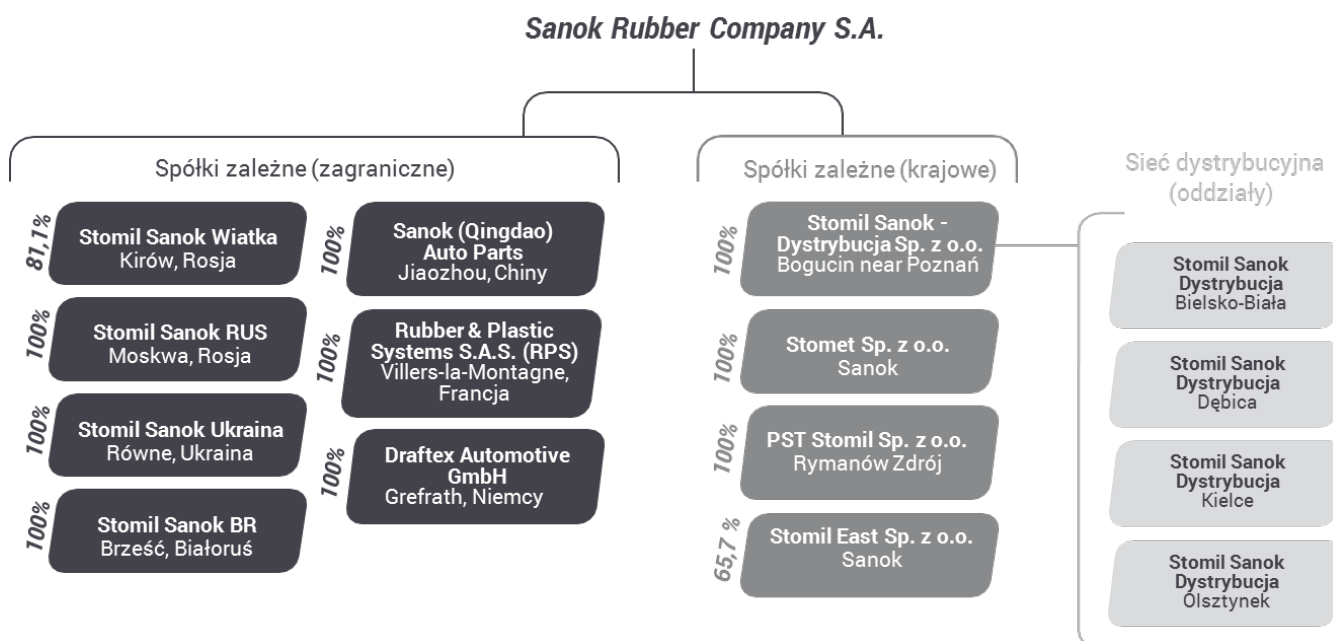 Sanok Rubber Company S.A.
Spółki zależne (zagraniczne)
81,1%
Stomil Sanok Wiatka
Kirów, Rosja
100%
Stomil Sanok RUS
Moskwa, Rosja
100%
Stomil Sanok Ukraina
Równe, Ukraina
100%
Stomil Sanok BR
Brześć, Białoruś
100%
Sanok (Qingdao)
Auto Parts
Jiaozhou, Chiny
100%
Rubber & Plastic
Systems S.A.S. (RPS)
Villers-la-Montagne,
Francja
100%
Draftex Automotive
GmbH
Grefrath, Niemcy
Spółki zależne (krajowe)
100%
Stomil Sanok -
Dystrybucja Sp. z o.o.
Bogucin near Poznań
100%
Stomet Sp. z o.o.
Sanok
100%
PST Stomil Sp. z o.o.
Rymanów Zdrój
65,7 %
Stomil East Sp. z o.o.
Sanok
Sieć dystrybucyjna
(oddziały)
Stomil Sanok
Dystrybucja
Bielsko-Biała
Stomil Sanok
Dystrybucja
Dębica
Stomil Sanok
Dystrybucja
Kielce
Stomil Sanok
Dystrybucja
Olsztynek